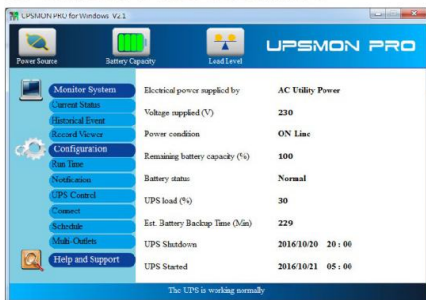 UPSMON PRO for Windows V2.1
Power Source
Battery Capacity
Load Level
UPSMON PRO
Monitor System
Current Status
Historical Event
Record Viewer
Configuration
Run Time
Notification
UPS Control
Connect
Schedule
Multi-Outlets
Help and Support
Electrical power supplied by AC Utility Power
Voltage supplied (V) 230
Power condition ON Line
Remaining battery capacity (%) 100
Battery status Normal
UPS load (%) 30
Est. Battery Backup Time (Min) 229
UPS Shutdown 2016/10/20 20 : 00
UPS Started 2016/10/21 05 : 00
The UPS is working normally